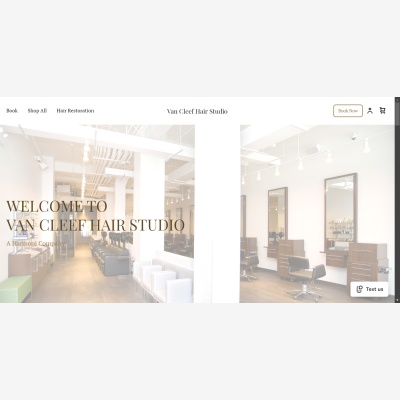 Book Shop All Hair Restoration Van Cleef Hair Studio Book Now
WELCOME TO
VAN CLEEF HAIR STUDIO
Text us